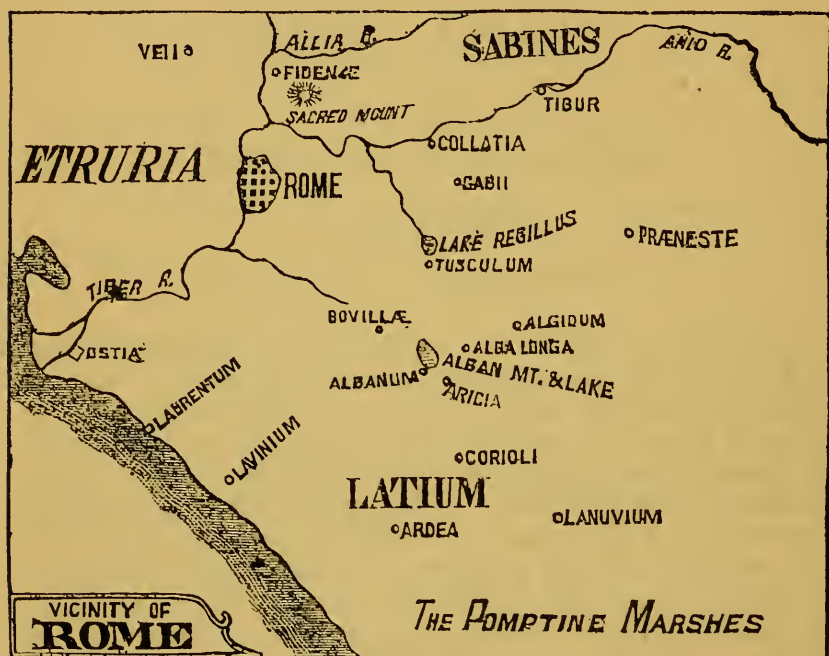 ALLIA R.
SABINES
ANIO R.
VEII
FIDENÆ
SACRED MOUNT
TIBUR
COLLATIA
ETRURIA
ROME
GABII
LAKE REGILLUS
PRÆNESTE
TUSCULUM
TIBER R.
BOVILLÆ
ALGIDUM
OSTIA
ALBA LONGA
ALBAN MT. & LAKE
ALBANUM
ARICIA
LAURENTUM
LAVINIUM
CORIOLI
LATIUM
ARDEA
LANUVIUM
VICINITY OF
ROME
THE POMPTINE MARSHES